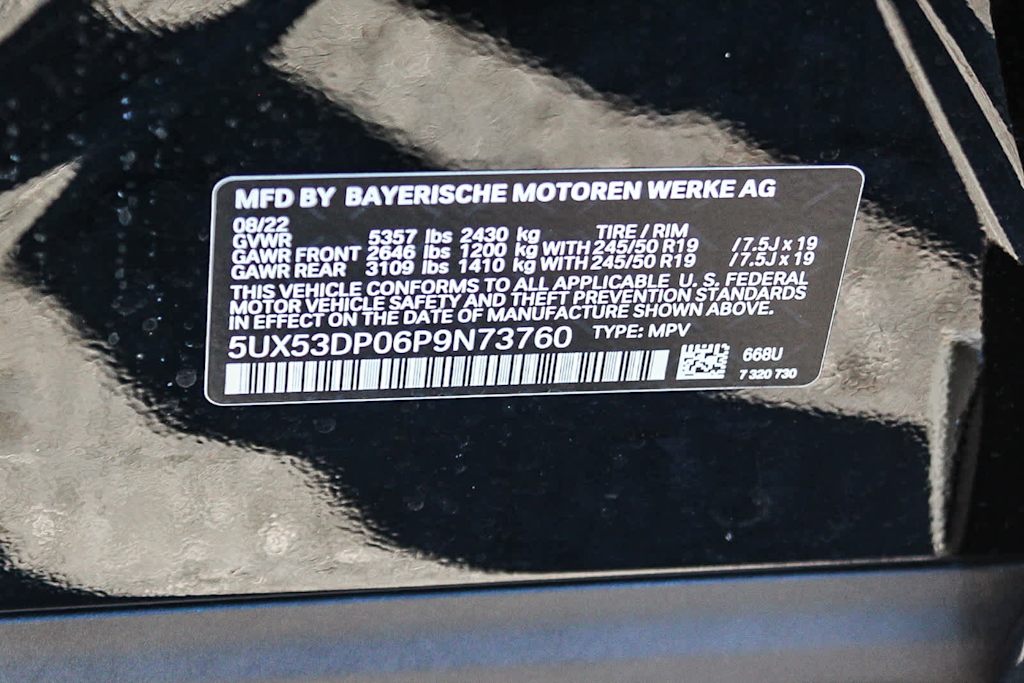 MFD BY BAYERISCHE MOTOREN WERKE AG
08/22 TIRE / RIM
GVWR 5357 lbs 2430 kg
GAWR FRONT 2646 lbs 1200 kg WITH 245/50 R19 /7.5J x 19
GAWR REAR 3109 lbs 1410 kg WITH 245/50 R19 /7.5J x 19
THIS VEHICLE CONFORMS TO ALL APPLICABLE U. S. FEDERAL
MOTOR VEHICLE SAFETY AND THEFT PREVENTION STANDARDS
IN EFFECT ON THE DATE OF MANUFACTURE SHOWN ABOVE.
5UX53DP06P9N73760 TYPE: MPV
668U
7 320 730